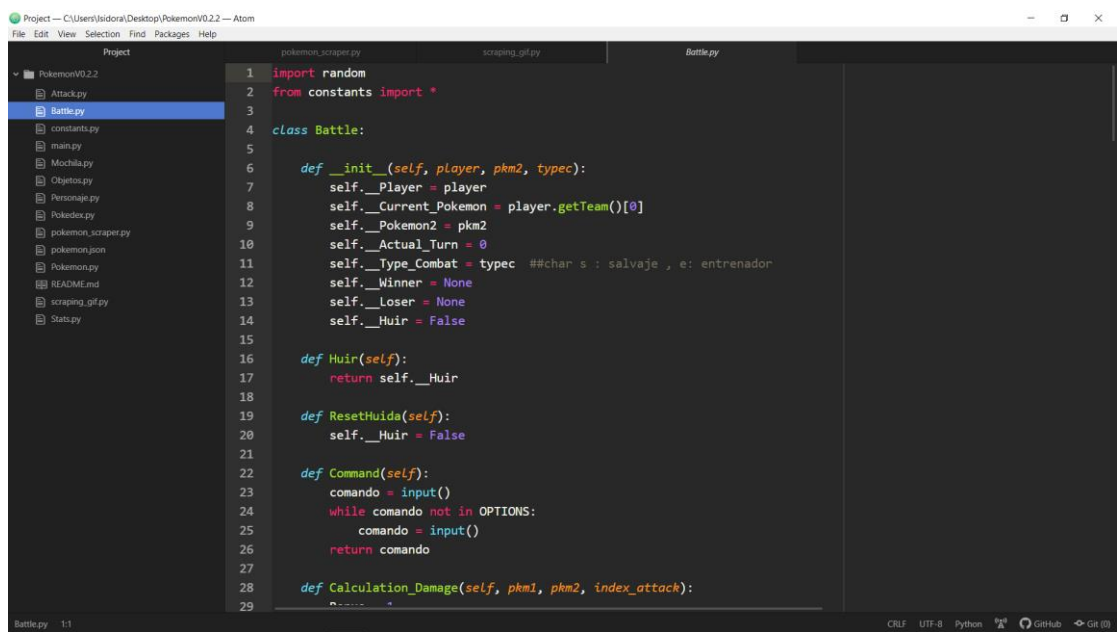 Project — C:\Users\Isidora\Desktop\PokemonV0.2.2 — Atom
File Edit View Selection Find Packages Help
Project
pokemon_scraper.py
scraping_gif.py
Battle.py
PokemonV0.2.2
Attack.py
Battle.py
constants.py
main.py
Mochila.py
Objetos.py
Personaje.py
Pokedex.py
pokemon_scraper.py
pokemon.json
Pokemon.py
README.md
scraping_gif.py
Stats.py
1 import random
2 from constants import *
3
4 class Battle:
5
6     def __init__(self, player, pkm2, typec):
7         self.__Player = player
8         self.__Current_Pokemon = player.getTeam()[0]
9         self.__Pokemon2 = pkm2
10         self.__Actual_Turn = 0
11         self.__Type_Combat = typec  ##char s : salvaje , e: entrenador
12         self.__Winner = None
13         self.__Loser = None
14         self.__Huir = False
15
16     def Huir(self):
17         return self.__Huir
18
19     def ResetHuida(self):
20         self.__Huir = False
21
22     def Command(self):
23         comando = input()
24         while comando not in OPTIONS:
25             comando = input()
26         return comando
27
28     def Calculation_Damage(self, pkm1, pkm2, index_attack):
29
Battle.py 1:1
CRLF UTF-8 Python GitHub Git (0)